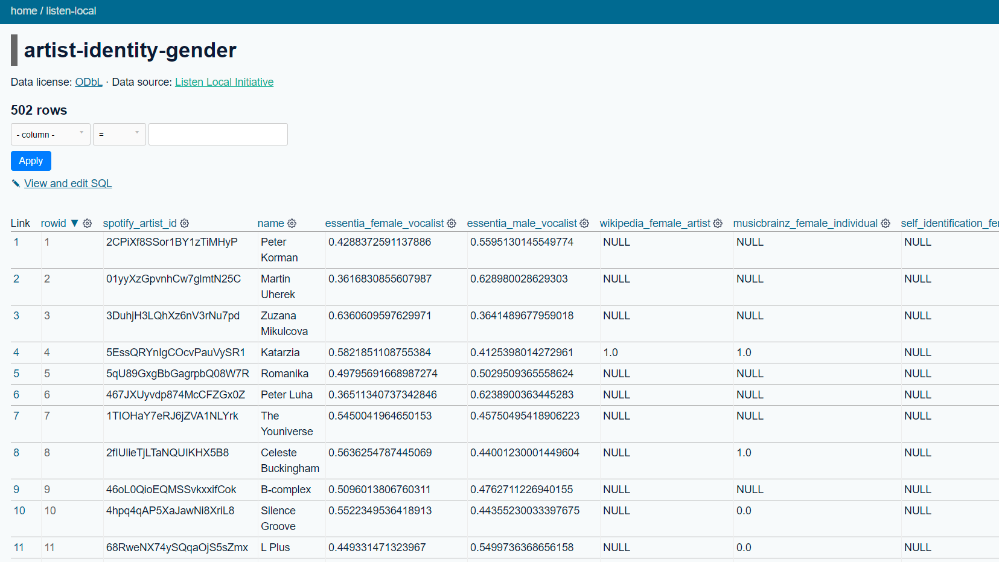 home / listen-local
artist-identity-gender
Data license: ODbL · Data source: Listen Local Initiative
502 rows
- column - =
Apply
View and edit SQL
Link rowid ▼ spotify_artist_id name essentia_female_vocalist essentia_male_vocalist wikipedia_female_artist musicbrainz_female_individual self_identification_fe
1 1 2CPiXf8SSor1BY1zTiMHyP Peter 0.4288372591137886 0.5595130145549774 NULL NULL NULL
Korman
2 2 01yyXzGpvnhCw7glmtN25C Martin 0.3616830855607987 0.628980028629303 NULL NULL NULL
Uherek
3 3 3DuhjH3LQhXz6nV3rNu7pd Zuzana 0.6360609597629971 0.3641489677959018 NULL NULL NULL
Mikulcova
4 4 5EssQRYnIgCOcvPauVySR1 Katarzia 0.5821851108755384 0.4125398014272961 1.0 1.0 NULL
5 5 5qU89GxgBbGagrpbQ08W7R Romanika 0.49795691668987274 0.5029509365558624 NULL NULL NULL
6 6 467JXUyvdp874McCFZGx0Z Peter Luha 0.36511340737342846 0.6238900363445283 NULL NULL NULL
7 7 1TIOHaY7eRJ6jZVA1NLYrk The 0.5450041964650153 0.45750495418906223 NULL NULL NULL
Youniverse
8 8 2fIUlieTjLTaNQUIKHX5B8 Celeste 0.5636254787445069 0.44001230001449604 NULL 1.0 NULL
Buckingham
9 9 46oL0QioEQMSSvkxxifCok B-complex 0.5096013806760311 0.4762711226940155 NULL NULL NULL
10 10 4hpq4qAP5XaJawNi8XriL8 Silence 0.5522349536418913 0.44355230033397675 NULL 0.0 NULL
Groove
11 11 68RweNX74ySQqaOjS5sZmx L Plus 0.449331471323967 0.5499736368656158 NULL 0.0 NULL